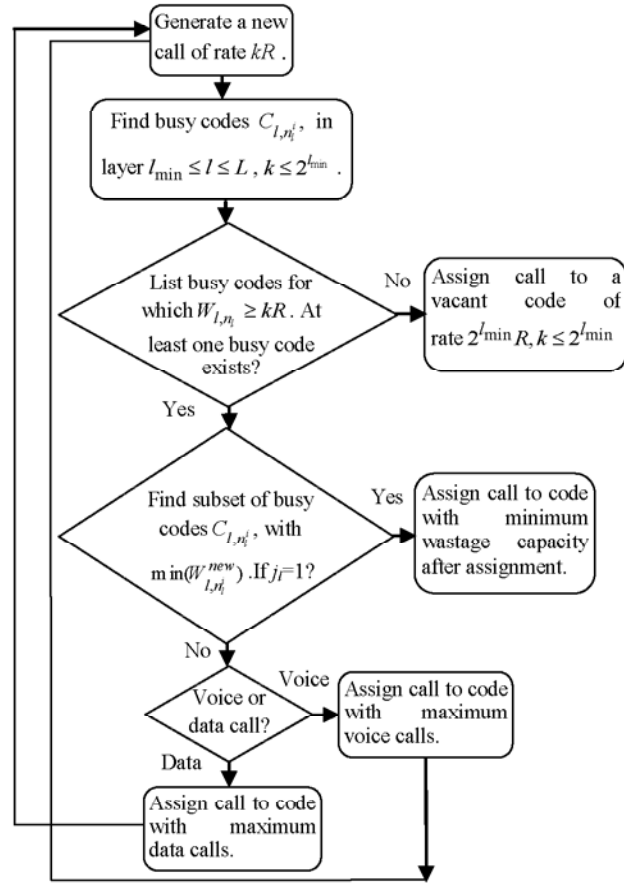 Generate a new
call of rate kR .
Find busy codes C_{l,n_l^i}, in
layer l_min ≤ l ≤ L , k ≤ 2^{l_min} .
List busy codes for
which W_{l,n_l} ≥ kR . At
least one busy code
exists?
No
Assign call to a
vacant code of
rate 2^{l_min} R, k ≤ 2^{l_min}
Yes
Find subset of busy
codes C_{l,n_l^i}, with
min(W_{l,n_l^i}^{new}) .If j_l=1?
Yes
Assign call to code
with minimum
wastage capacity
after assignment.
No
Voice or
data call?
Voice
Assign call to code
with maximum
voice calls.
Data
Assign call to code
with maximum
data calls.